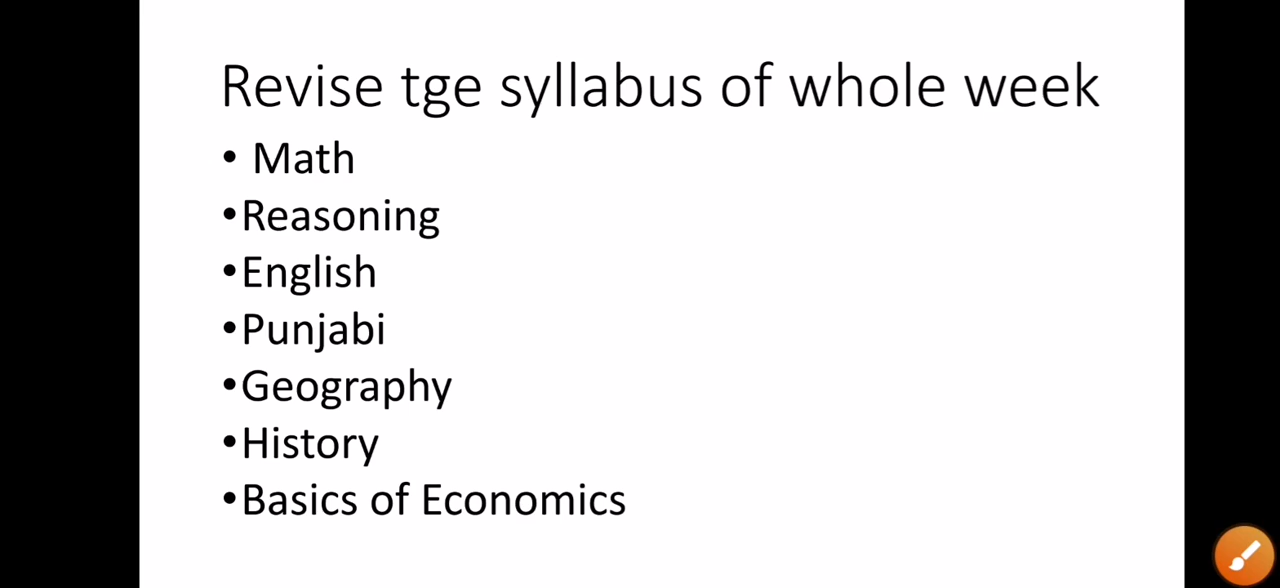 Revise tge syllabus of whole week
• Math
•Reasoning
•English
•Punjabi
•Geography
•History
•Basics of Economics